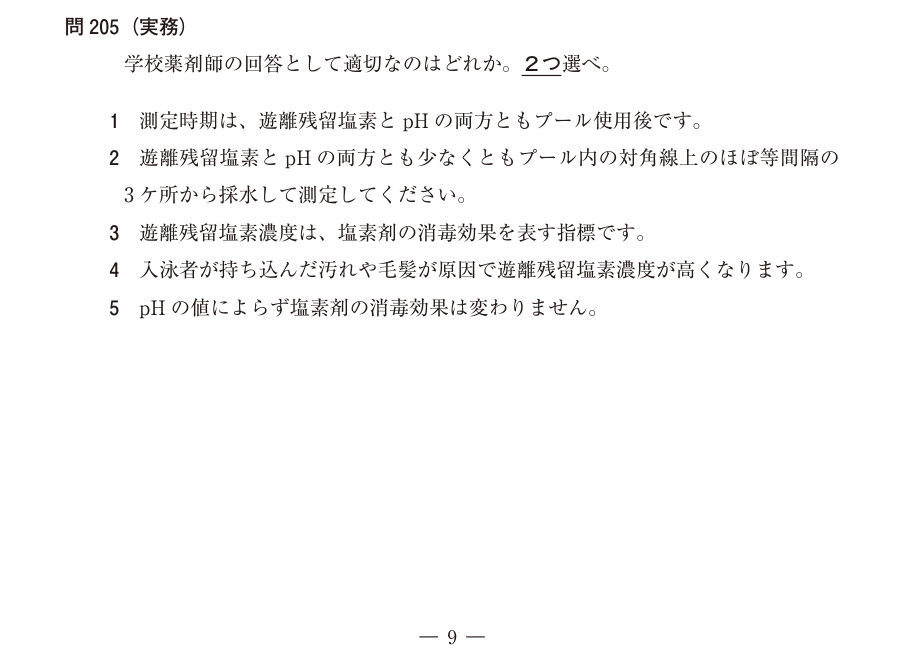 問 205（実務）
学校薬剤師の回答として適切なのはどれか。２つ選べ。
1　測定時期は、遊離残留塩素と pH の両方ともプール使用後です。
2　遊離残留塩素と pH の両方とも少なくともプール内の対角線上のほぼ等間隔の
3 ケ所から採水して測定してください。
3　遊離残留塩素濃度は、塩素剤の消毒効果を表す指標です。
4　入泳者が持ち込んだ汚れや毛髪が原因で遊離残留塩素濃度が高くなります。
5　pH の値によらず塩素剤の消毒効果は変わりません。
— 9 —